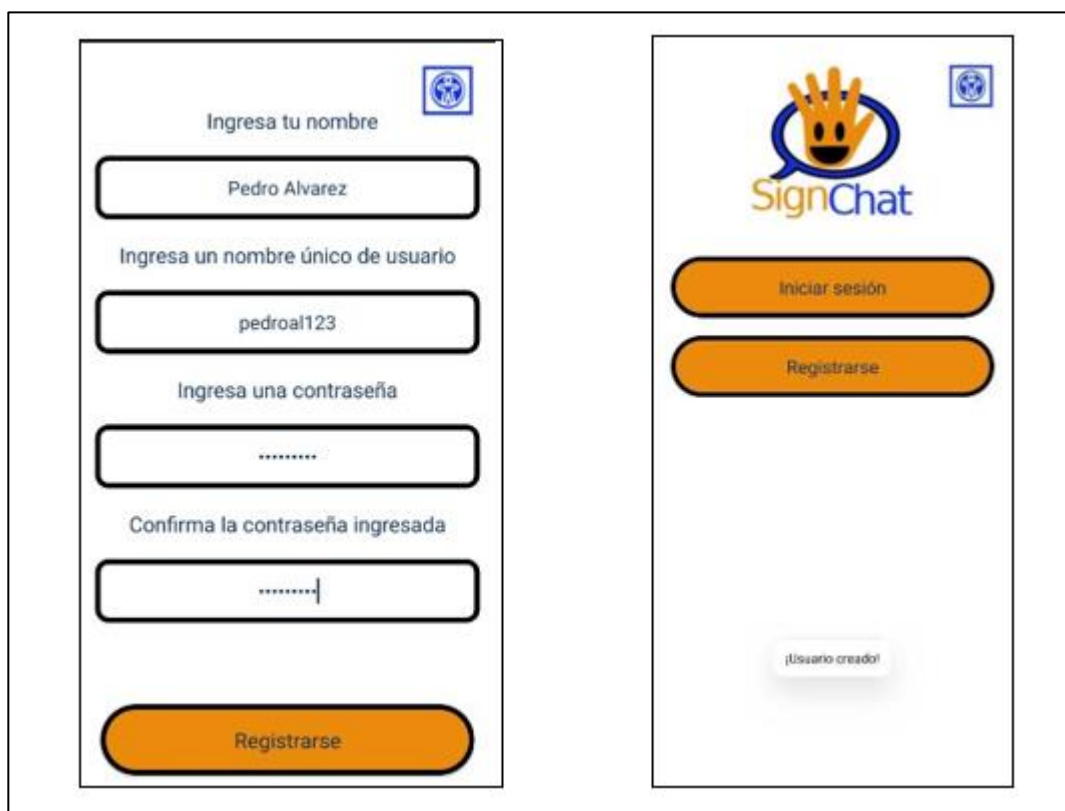 Ingresa tu nombre
Pedro Alvarez
Ingresa un nombre único de usuario
pedroal123
Ingresa una contraseña
•••••••••
Confirma la contraseña ingresada
•••••••••
Registrarse
SignChat
Iniciar sesión
Registrarse
¡Usuario creado!